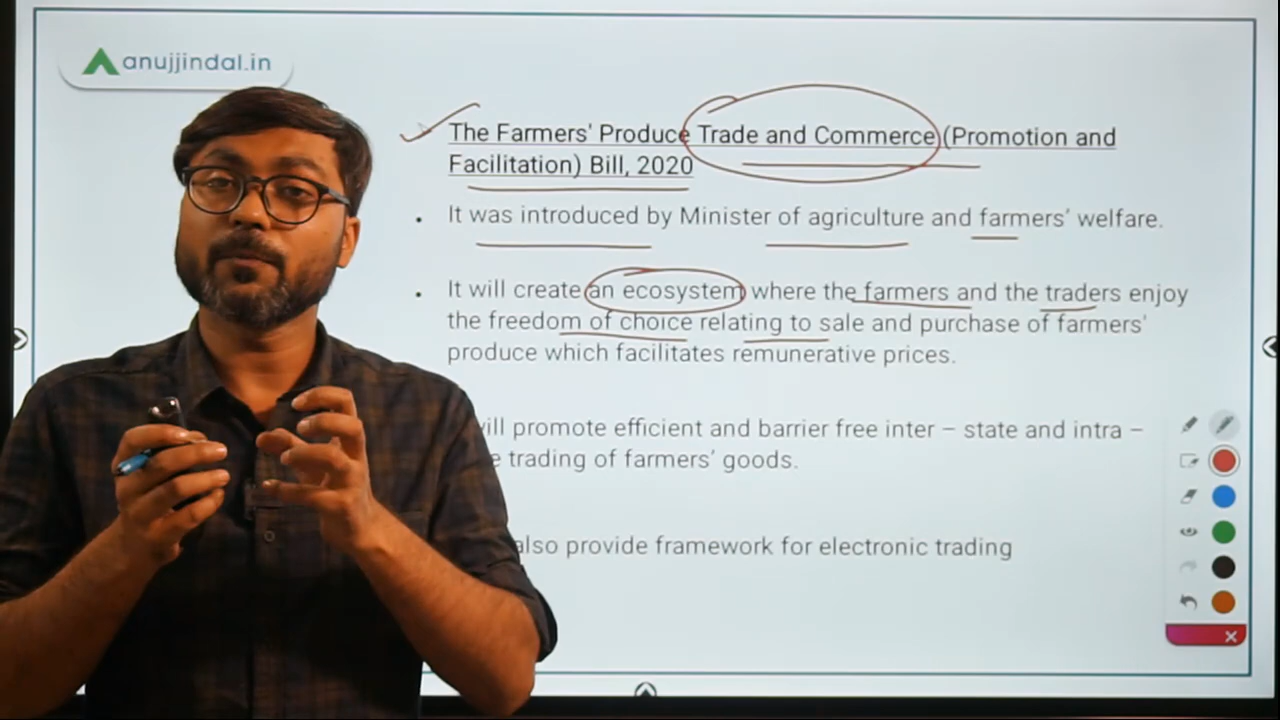 anujjindal.in
The Farmers' Produce Trade and Commerce (Promotion and
Facilitation) Bill, 2020
. It was introduced by Minister of agriculture and farmers' welfare.
. It will create an ecosystem where the farmers and the traders enjoy
the freedom of choice relating to sale and purchase of farmers'
produce which facilitates remunerative prices.
promote efficient and barrier free inter – state and intra –
trading of farmers' goods.
also provide framework for electronic trading